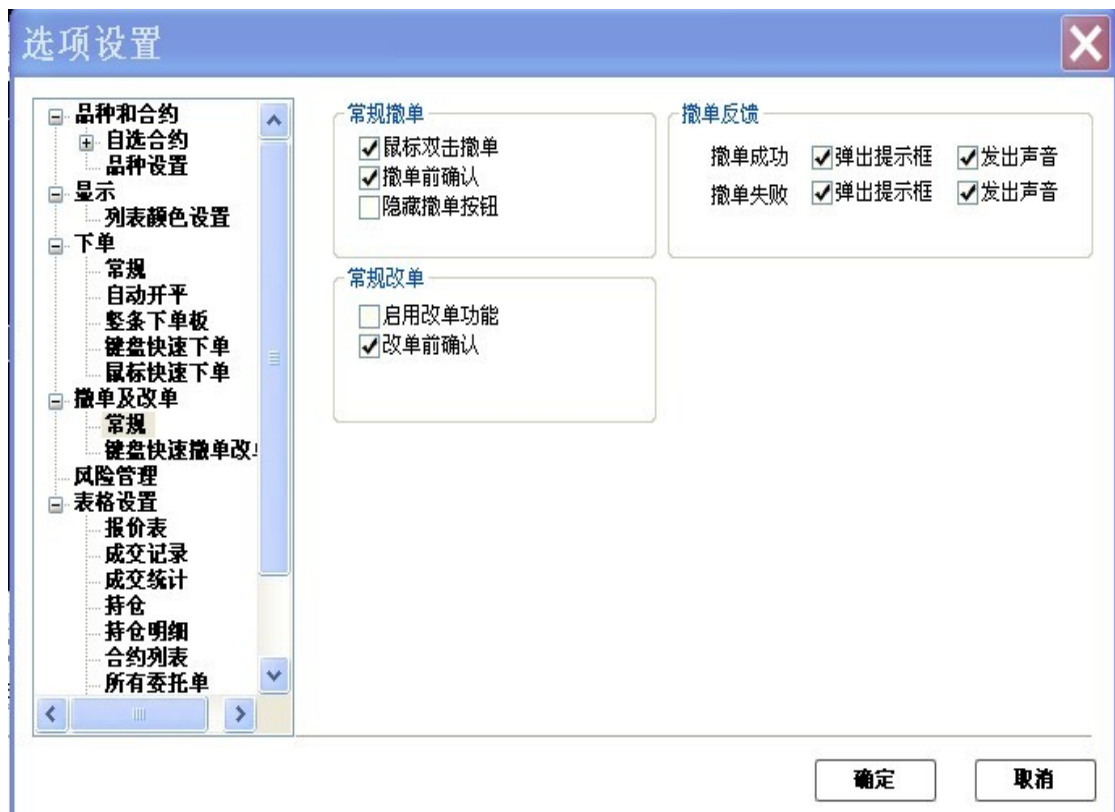 选项设置
品种和合约
自选合约
品种设置
显示
列表颜色设置
下单
常规
自动开平
竖条下单板
键盘快速下单
鼠标快速下单
撤单及改单
常规
键盘快速撤单改
风险管理
表格设置
报价表
成交记录
成交统计
持仓
持仓明细
合约列表
所有委托单
常规撤单
鼠标双击撤单
撤单前确认
隐藏撤单按钮
撤单反馈
撤单成功 弹出提示框 发出声音
撤单失败 弹出提示框 发出声音
常规改单
启用改单功能
改单前确认
确定 取消